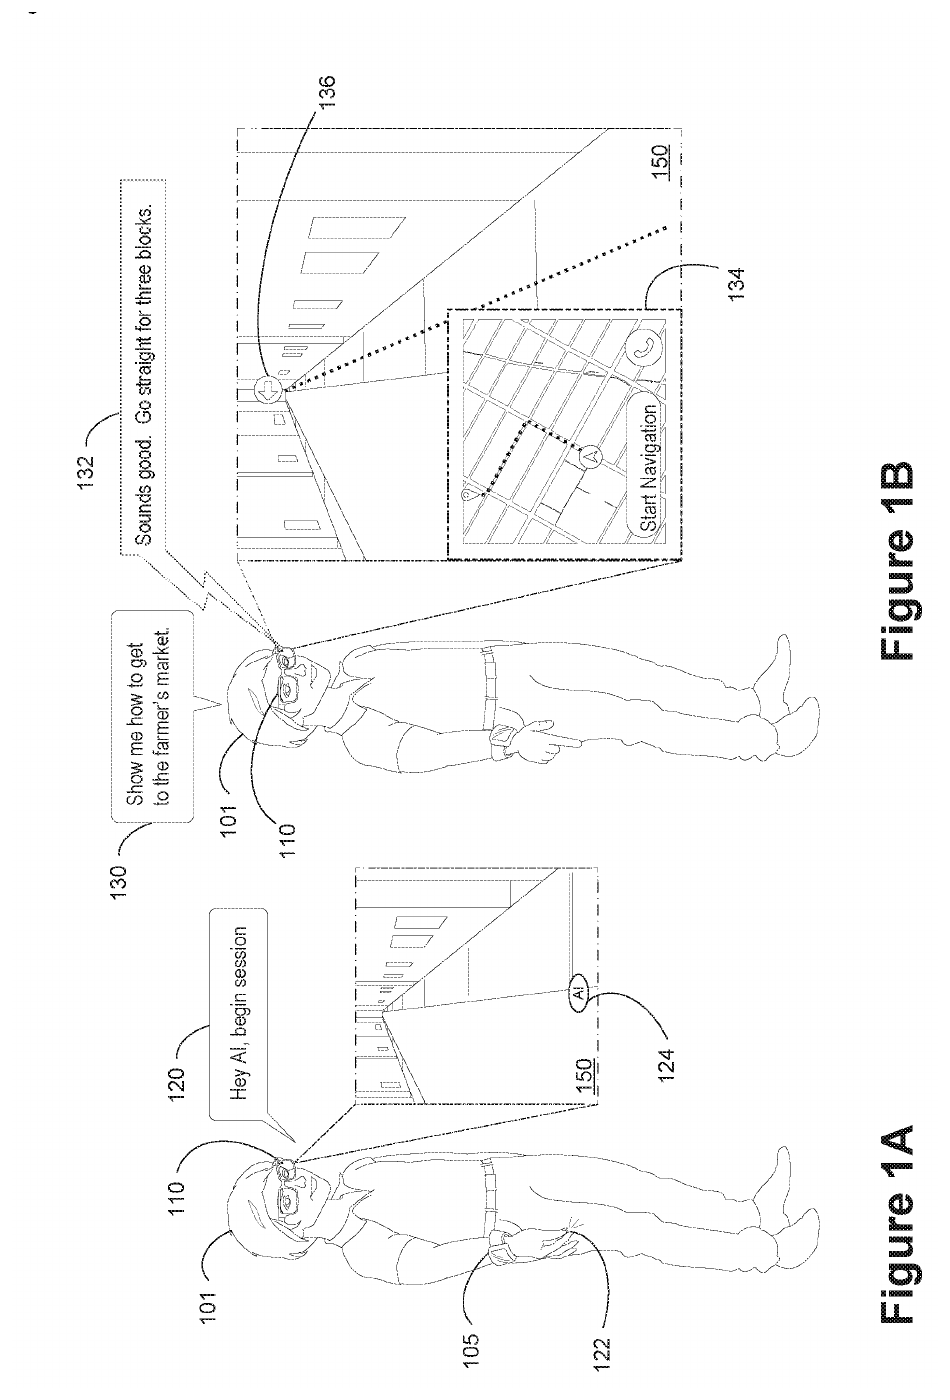 120
Hey AI, begin session
110
101
105
122
150
AI
124
Figure 1A
130
Show me how to get
to the farmer's market.
132
Sounds good. Go straight for three blocks.
136
101
110
150
134
Start Navigation
Figure 1B